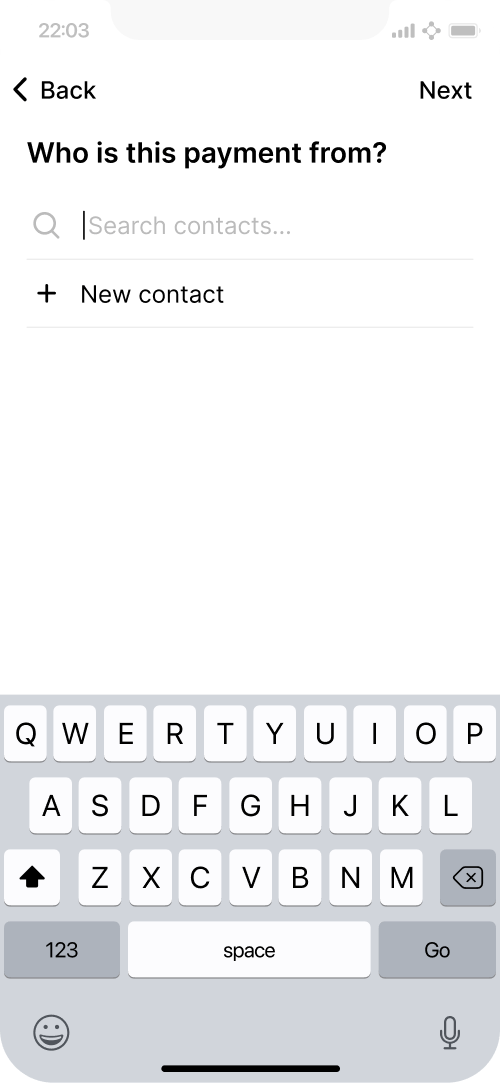 22:03
Back Next
Who is this payment from?
Search contacts...
New contact
Q W E R T Y U I O P
A S D F G H J K L
Z X C V B N M
123 space Go